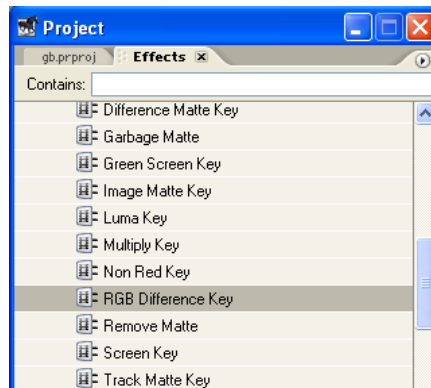 Project
gb.prproj Effects
Contains:
Difference Matte Key
Garbage Matte
Green Screen Key
Image Matte Key
Luma Key
Multiply Key
Non Red Key
RGB Difference Key
Remove Matte
Screen Key
Track Matte Key